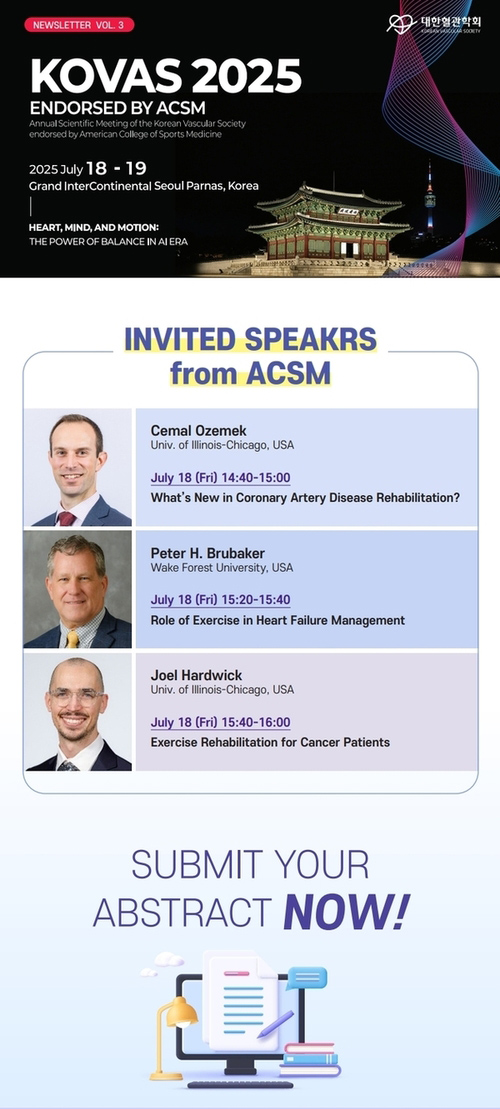 NEWSLETTER VOL. 3
대한혈관학회
KOREAN VASCULAR SOCIETY
KOVAS 2025
ENDORSED BY ACSM
Annual Scientific Meeting of the Korean Vascular Society
endorsed by American College of Sports Medicine
2025 July 18 - 19
Grand InterContinental Seoul Parnas, Korea
HEART, MIND, AND MOTION:
THE POWER OF BALANCE IN AI ERA
INVITED SPEAKRS
from ACSM
Cemal Ozemek
Univ. of Illinois-Chicago, USA
July 18 (Fri) 14:40-15:00
What's New in Coronary Artery Disease Rehabilitation?
Peter H. Brubaker
Wake Forest University, USA
July 18 (Fri) 15:20-15:40
Role of Exercise in Heart Failure Management
Joel Hardwick
Univ. of Illinois-Chicago, USA
July 18 (Fri) 15:40-16:00
Exercise Rehabilitation for Cancer Patients
SUBMIT YOUR
ABSTRACT NOW!